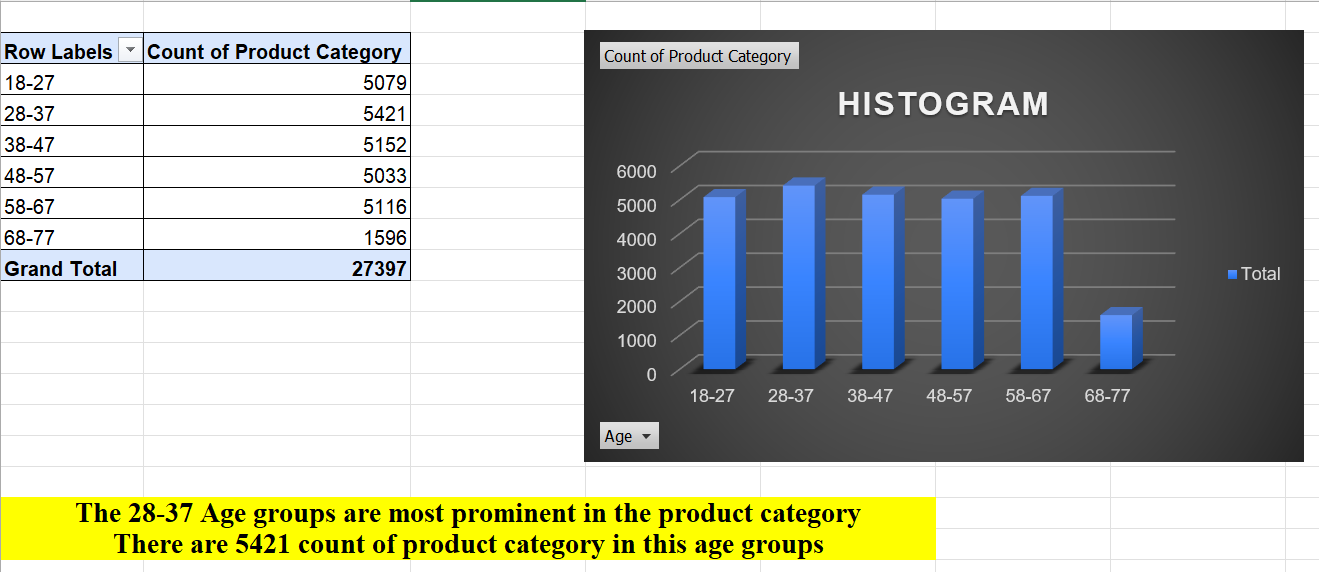 Row Labels Count of Product Category
18-27 5079
28-37 5421
38-47 5152
48-57 5033
58-67 5116
68-77 1596
Grand Total 27397
Count of Product Category
HISTOGRAM
6000
5000
4000
3000
2000
1000
0
18-27 28-37 38-47 48-57 58-67 68-77
Total
Age
The 28-37 Age groups are most prominent in the product category
There are 5421 count of product category in this age groups